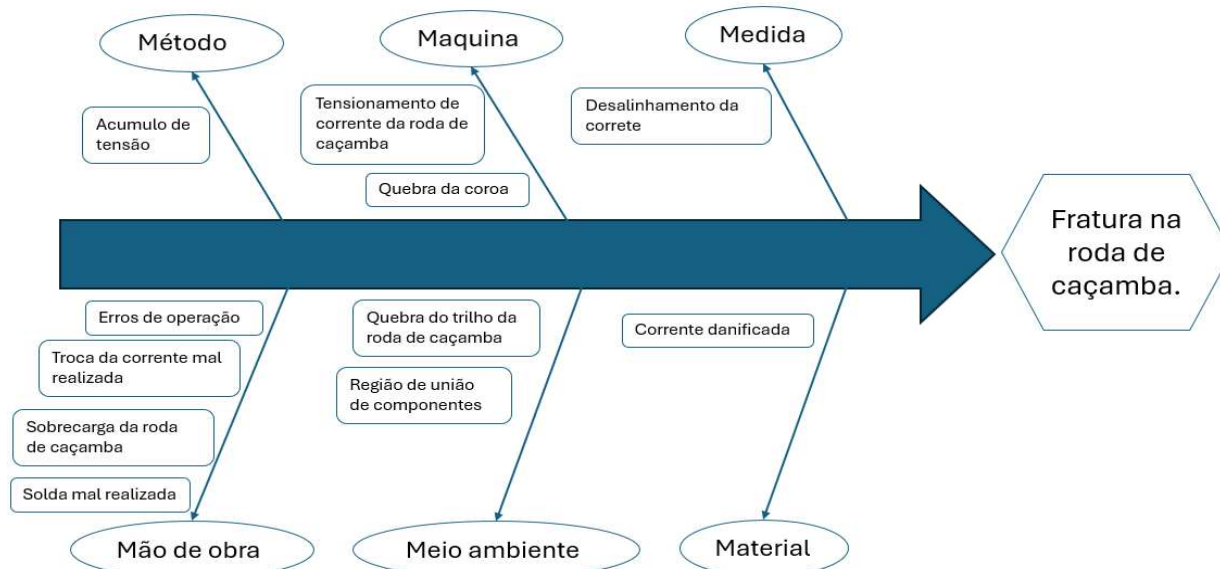 Método
Maquina
Medida
Acumulo de
tensão
Tensionamento de
corrente da roda de
caçamba
Quebra da coroa
Desalinhamento da
correte
Fratura na
roda de
caçamba.
Erros de operação
Troca da corrente mal
realizada
Sobrecarga da roda
de caçamba
Solda mal realizada
Quebra do trilho da
roda de caçamba
Região de união
de componentes
Corrente danificada
Mão de obra
Meio ambiente
Material